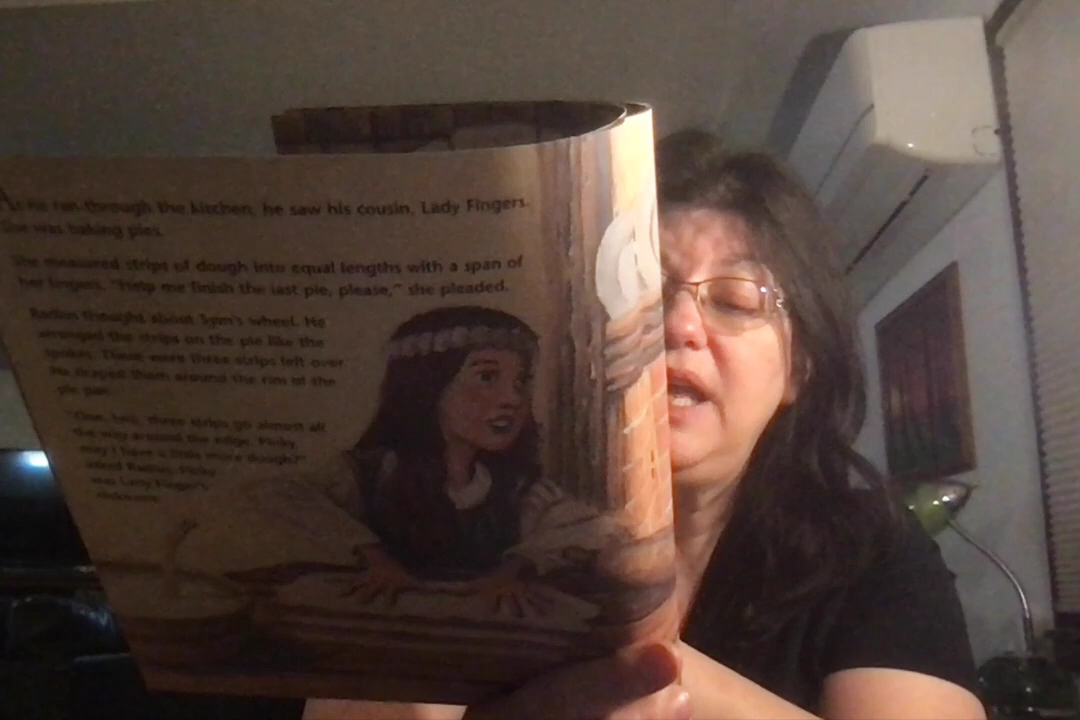 As he ran through the kitchen, he saw his cousin, Lady Fingers.
She was baking pies.
She measured strips of dough into equal lengths with a span of
her fingers. "Help me finish the last pie, please," she pleaded.
Radius thought about Sym's wheel. He
arranged the strips on the pie like the
spokes. There were three strips left over.
He draped them around the rim of the
pie pan.
"One, two, three strips go almost all
the way around the edge. Pinky,
may I have a little more dough?"
asked Radius. Pinky
was Lady Finger's
nickname.